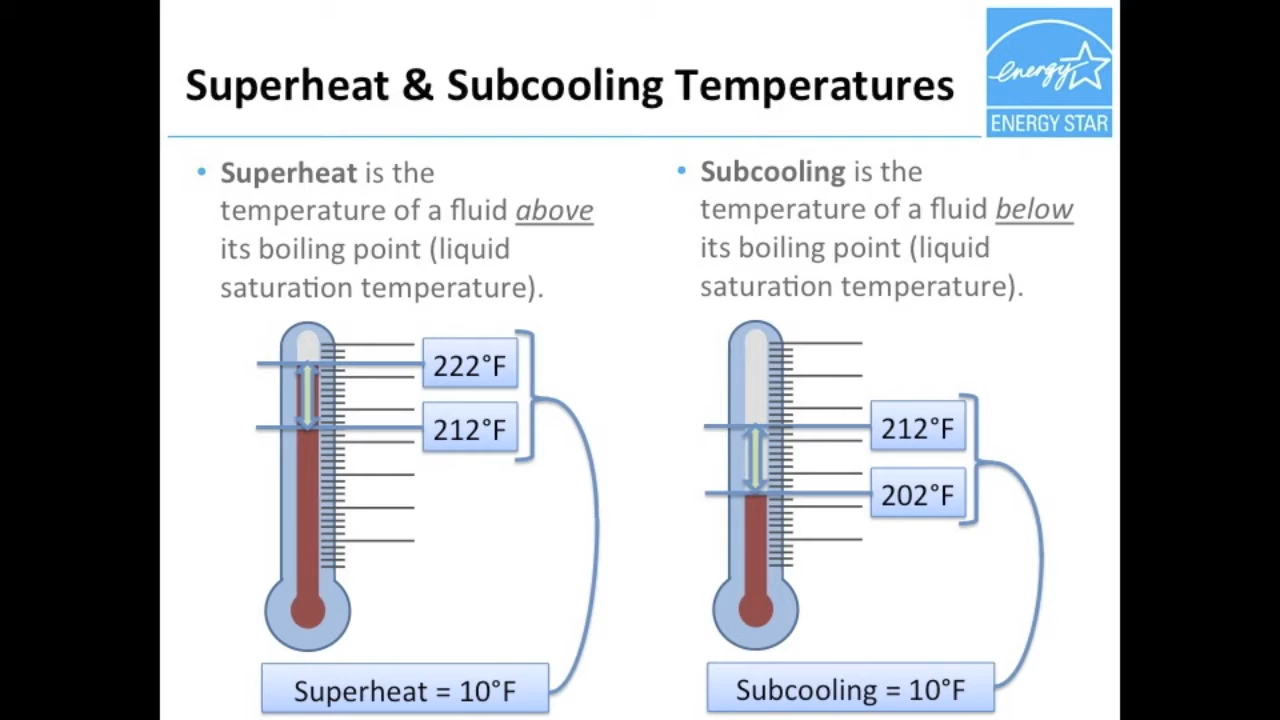 Superheat & Subcooling Temperatures
energy
ENERGY STAR
• Superheat is the
temperature of a fluid above
its boiling point (liquid
saturation temperature).
222°F
212°F
Superheat = 10°F
• Subcooling is the
temperature of a fluid below
its boiling point (liquid
saturation temperature).
212°F
202°F
Subcooling = 10°F